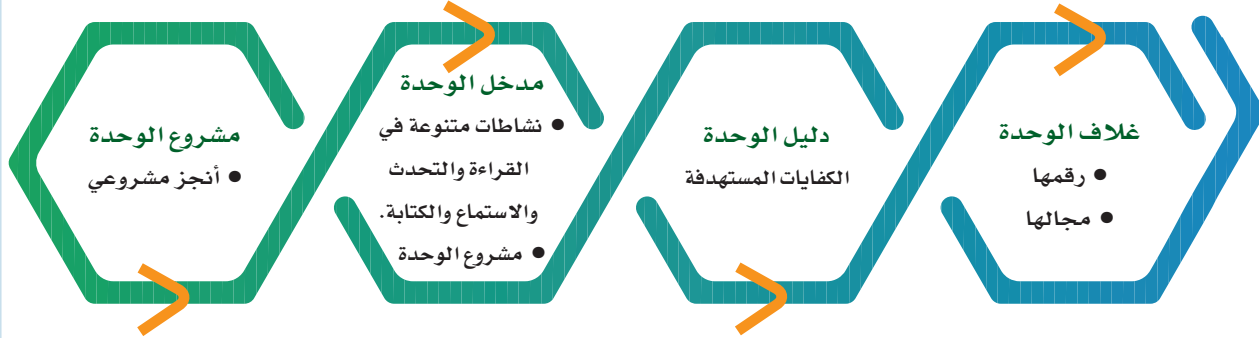 غلاف الوحدة
● رقمها
● مجالها
دليل الوحدة
الكفايات المستهدفة
مدخل الوحدة
● نشاطات متنوعة في
القراءة والتحدث
والاستماع والكتابة.
● مشروع الوحدة
مشروع الوحدة
● أنجز مشروعي